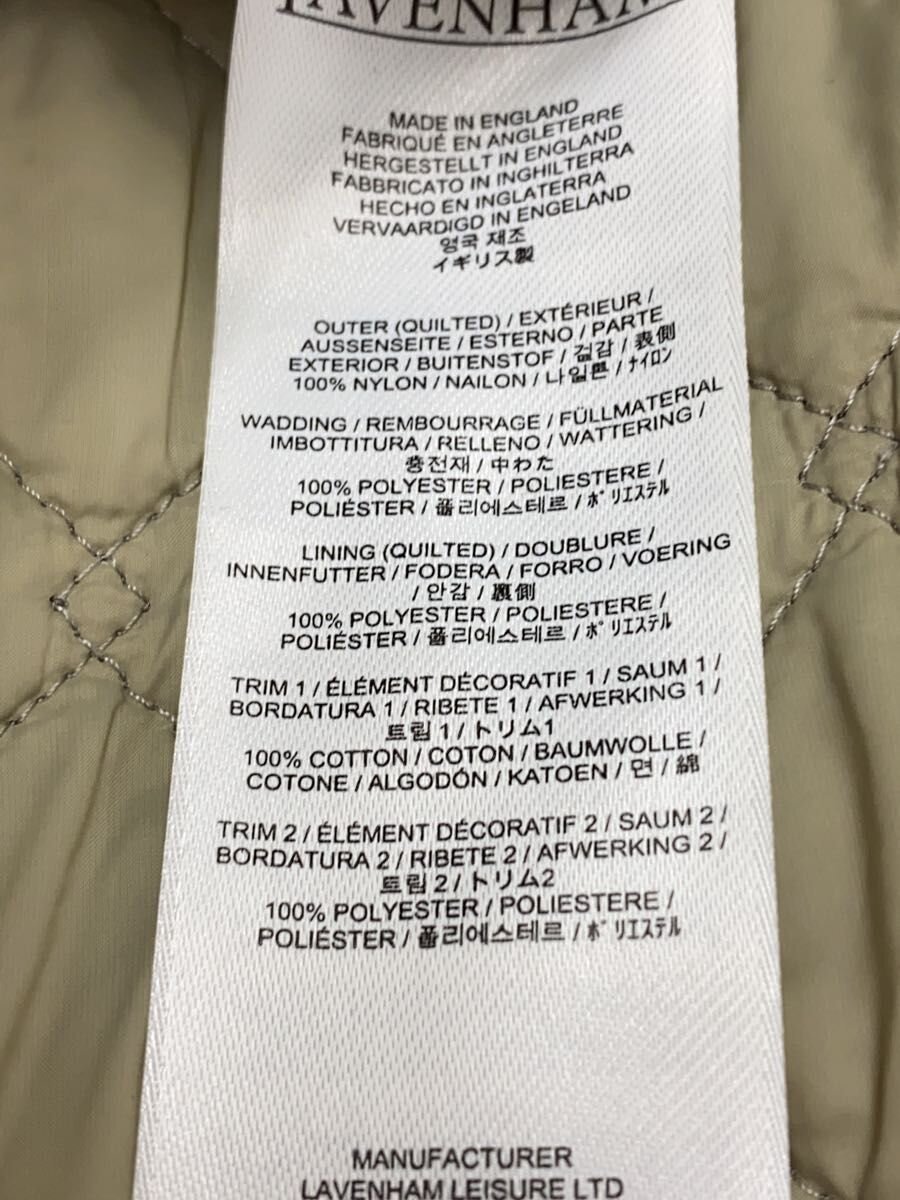 LAVENHAM
MADE IN ENGLAND
FABRIQUÉ EN ANGLETERRE
HERGESTELLT IN ENGLAND
FABBRICATO IN INGHILTERRA
HECHO EN INGLATERRA
VERVAARDIGD IN ENGELAND
영국 재조
イギリス製
OUTER (QUILTED) / EXTÉRIEUR /
AUSSENSEITE / ESTERNO / PARTE
EXTERIOR / BUITENSTOF / 겉감 / 表側
100% NYLON / NAILON / 나일론 / ナイロン
WADDING / REMBOURRAGE / FÜLLMATERIAL
IMBOTTITURA / RELLENO / WATTERING /
충전재 / 中わた
100% POLYESTER / POLIESTERE /
POLIÉSTER / 폴리에스테르 / ポリエステル
LINING (QUILTED) / DOUBLURE /
INNENFUTTER / FODERA / FORRO / VOERING
/ 안감 / 裏側
100% POLYESTER / POLIESTERE /
POLIÉSTER / 폴리에스테르 / ポリエステル
TRIM 1 / ÉLÉMENT DÉCORATIF 1 / SAUM 1 /
BORDATURA 1 / RIBETE 1 / AFWERKING 1 /
트림 1 / トリム1
100% COTTON / COTON / BAUMWOLLE /
COTONE / ALGODÓN / KATOEN / 면 / 綿
TRIM 2 / ÉLÉMENT DÉCORATIF 2 / SAUM 2 /
BORDATURA 2 / RIBETE 2 / AFWERKING 2 /
트림 2 / トリム2
100% POLYESTER / POLIESTERE /
POLIÉSTER / 폴리에스테르 / ポリエステル
MANUFACTURER
LAVENHAM LEISURE LTD